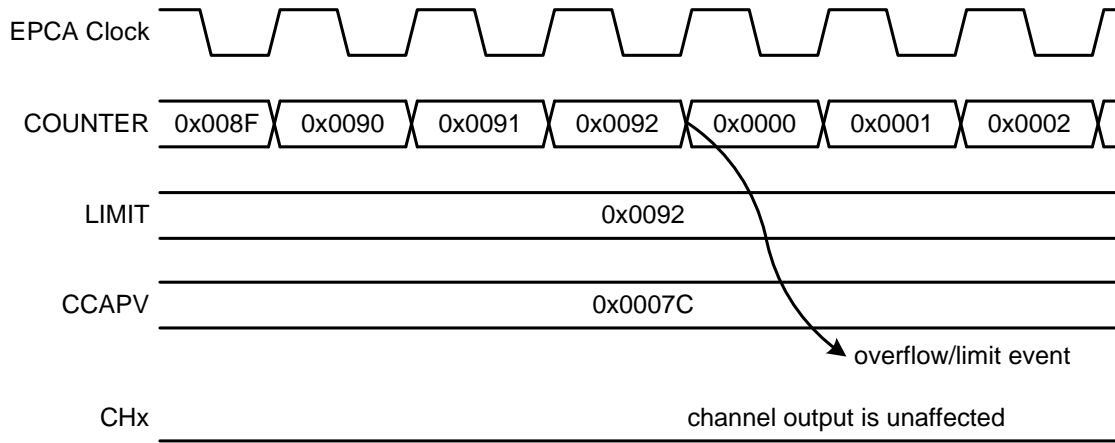 EPCA Clock
COUNTER 0x008F 0x0090 0x0091 0x0092 0x0000 0x0001 0x0002
LIMIT 0x0092
CCAPV 0x0007C
overflow/limit event
CHx channel output is unaffected